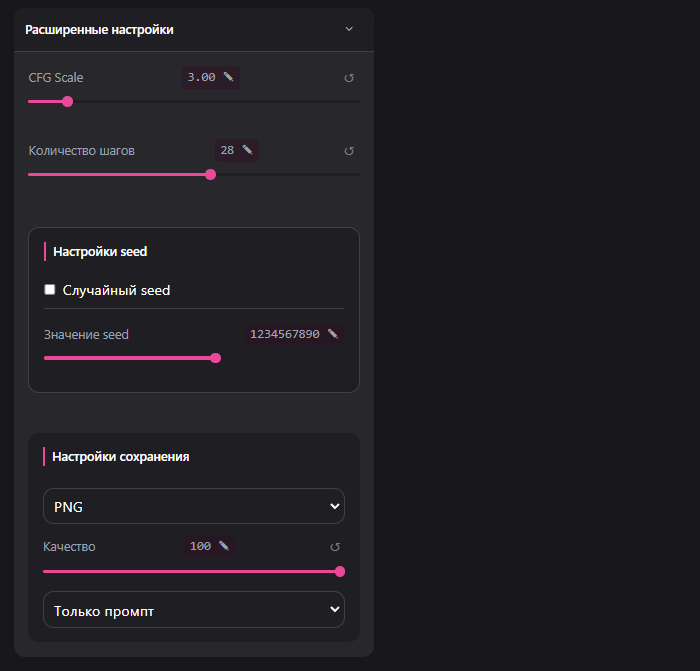 Расширенные настройки
CFG Scale 3.00
Количество шагов 28
Настройки seed
Случайный seed
Значение seed 1234567890
Настройки сохранения
PNG
Качество 100
Только промпт